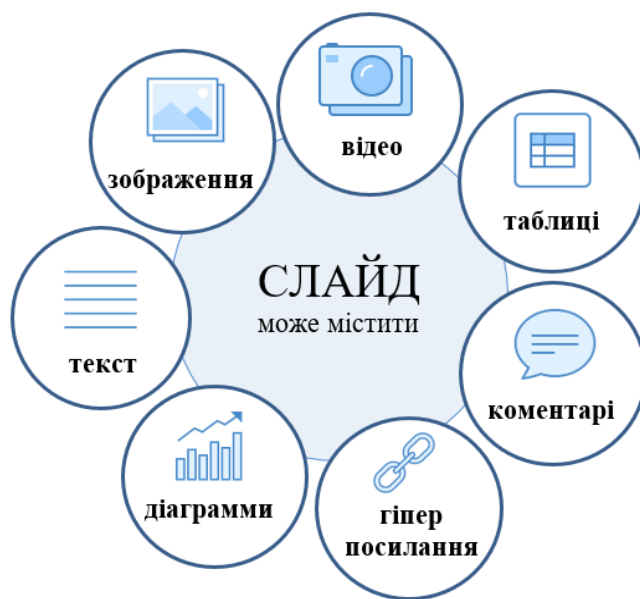 СЛАЙД
може містити
відео
таблиці
коментарі
гіпер
посилання
діаграмми
текст
зображення